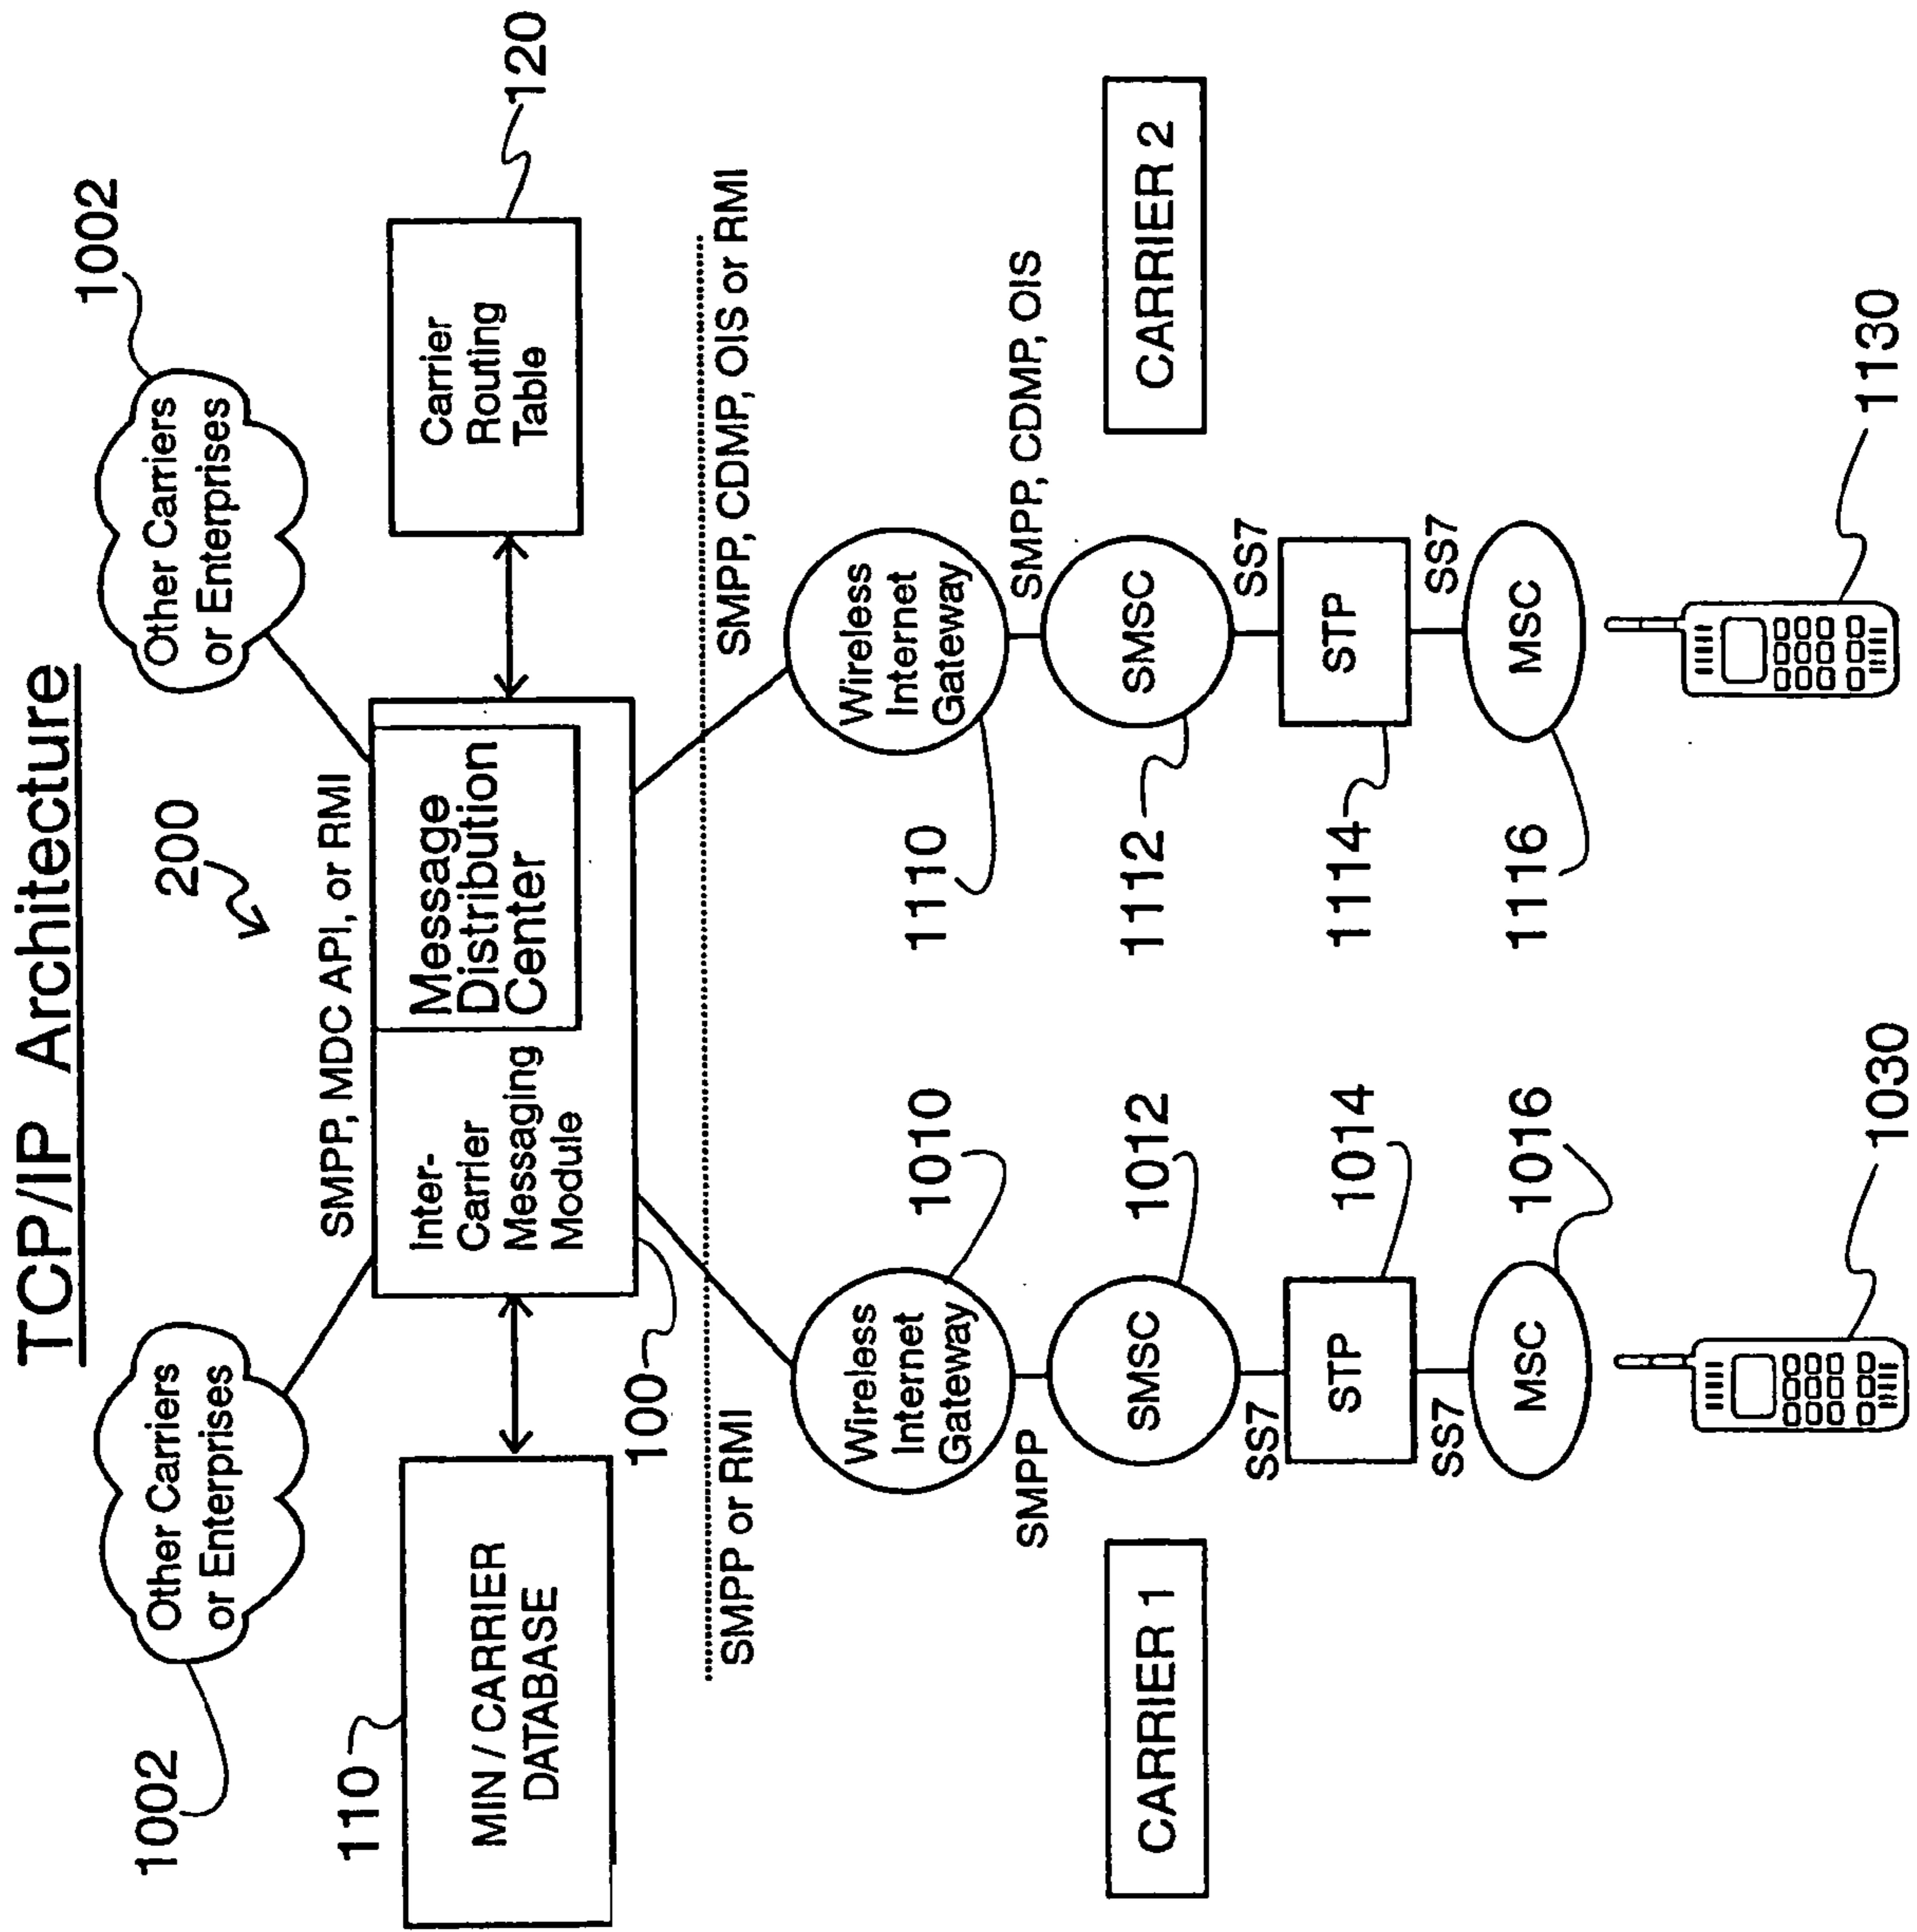 TCP/IP Architecture
200
1002
Other Carriers
or Enterprises
1002
Other Carriers
or Enterprises
SMPP, MDC API, or RMI
110
MIN / CARRIER
DATABASE
Inter-
Carrier
Messaging
Module
Message
Distribution
Center
Carrier
Routing
Table
120
100
SMPP or RMI
SMPP, CDMP, OIS or RMI
Wireless
Internet
Gateway
1010
SMPP
SMSC
1012
SS7
STP
1014
SS7
MSC
1016
1030
CARRIER 1
Wireless
Internet
Gateway
1110
SMPP, CDMP, OIS
SMSC
1112
SS7
STP
1114
SS7
MSC
1116
1130
CARRIER 2